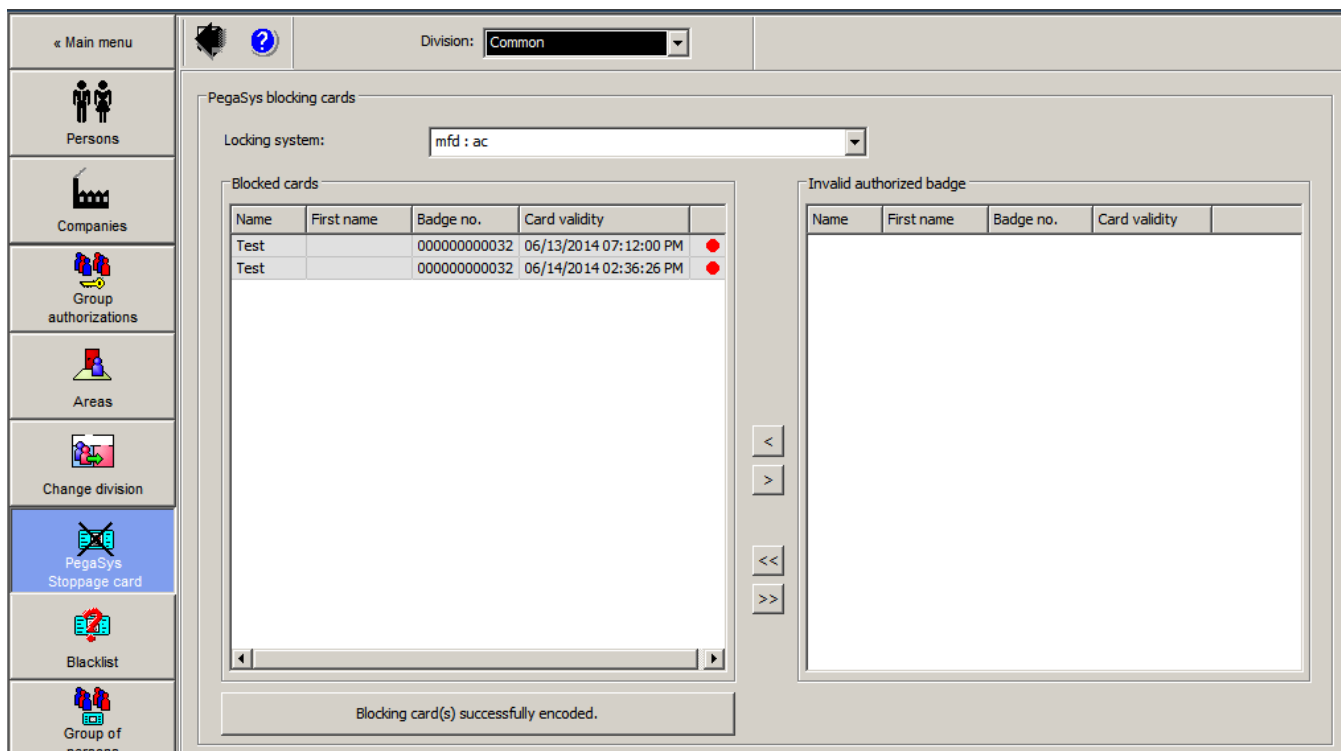 « Main menu
?
Division: Common
Persons
Companies
Group
authorizations
Areas
Change division
PegaSys
Stoppage card
Blacklist
Group of
persons
PegaSys blocking cards
Locking system: mfd : ac
Blocked cards
Name First name Badge no. Card validity
Test 000000000032 06/13/2014 07:12:00 PM
Test 000000000032 06/14/2014 02:36:26 PM
<
>
<<
>>
Invalid authorized badge
Name First name Badge no. Card validity
Blocking card(s) successfully encoded.